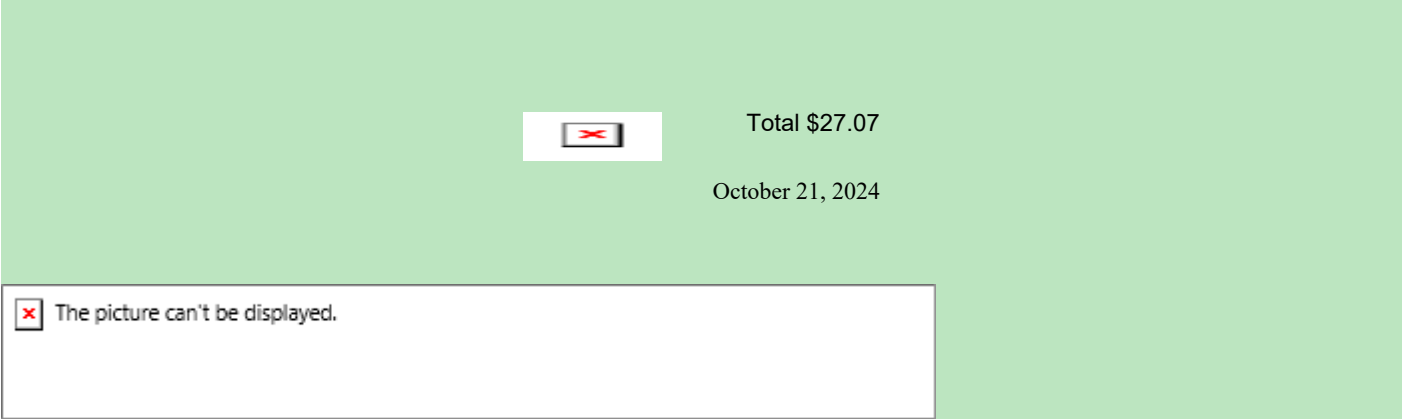 Total $27.07
October 21, 2024
The picture can't be displayed.